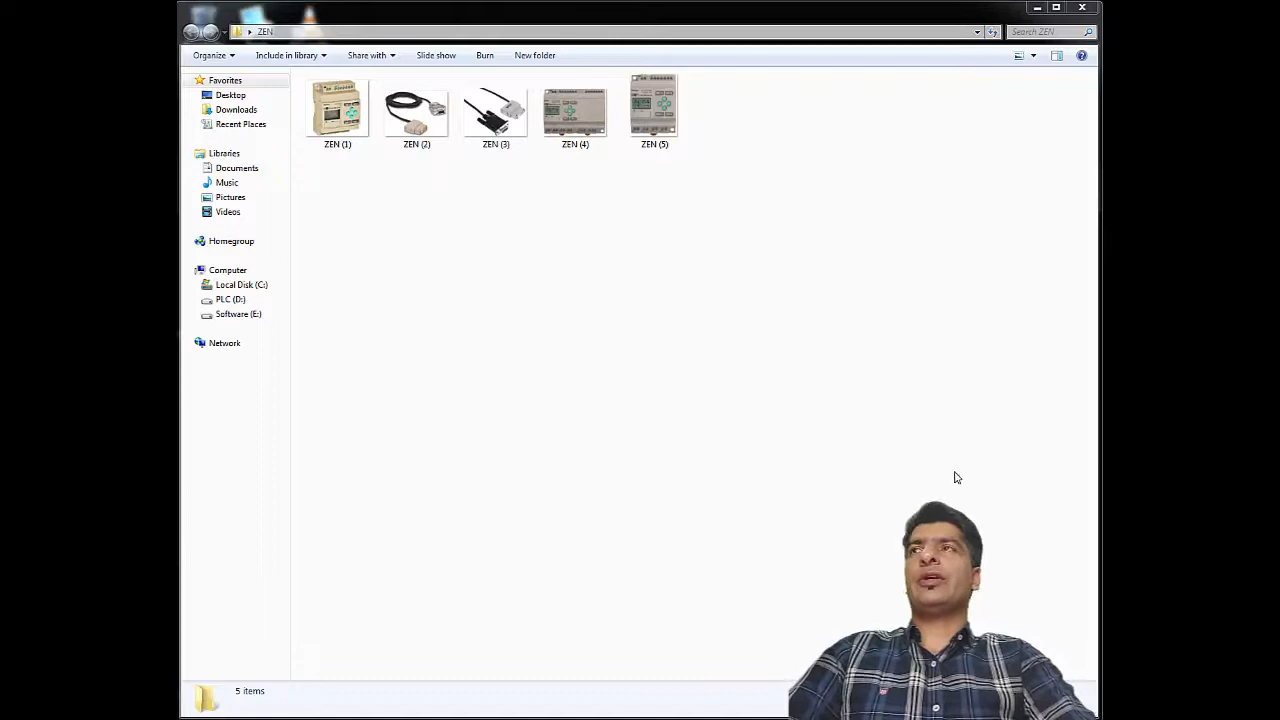 ZEN
Search ZEN
Organize
Include in library
Share with
Slide show
Burn
New folder
Favorites
Desktop
Downloads
Recent Places
Libraries
Documents
Music
Pictures
Videos
Homegroup
Computer
Local Disk (C:)
PLC (D:)
Software (E:)
Network
ZEN (1)
ZEN (2)
ZEN (3)
ZEN (4)
ZEN (5)
5 items